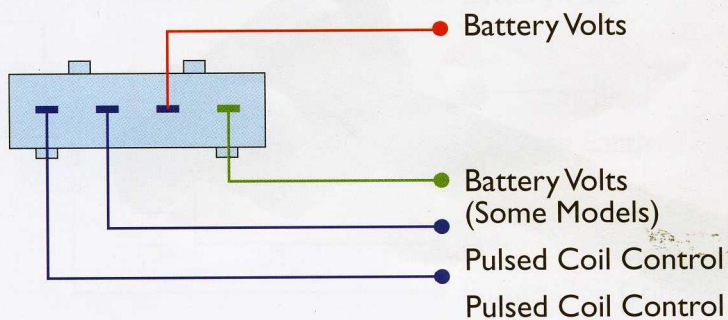 Battery Volts
Battery Volts
(Some Models)
Pulsed Coil Control
Pulsed Coil Control